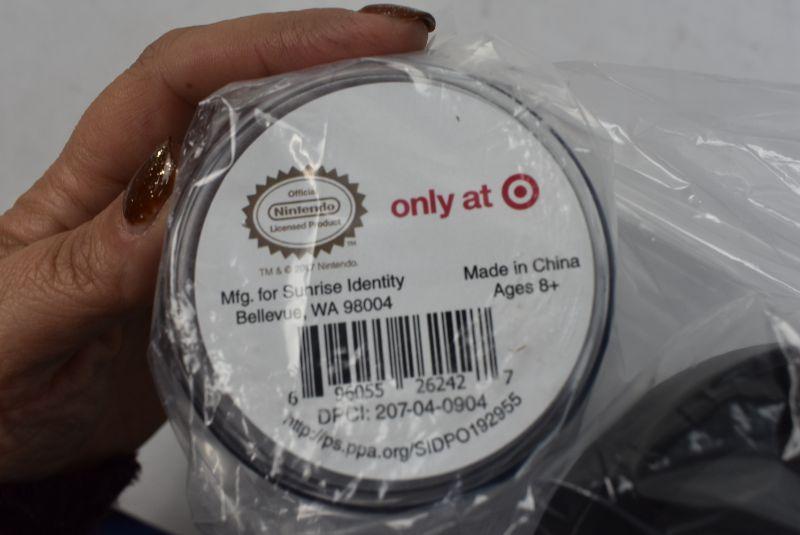 Official
Nintendo
Licensed Product
TM
TM & © 2017 Nintendo.
only at
Mfg. for Sunrise Identity
Bellevue, WA 98004
Made in China
Ages 8+
6 96055 26242 7
DPCI: 207-04-0904
http://ps.ppa.org/SIDPO192955